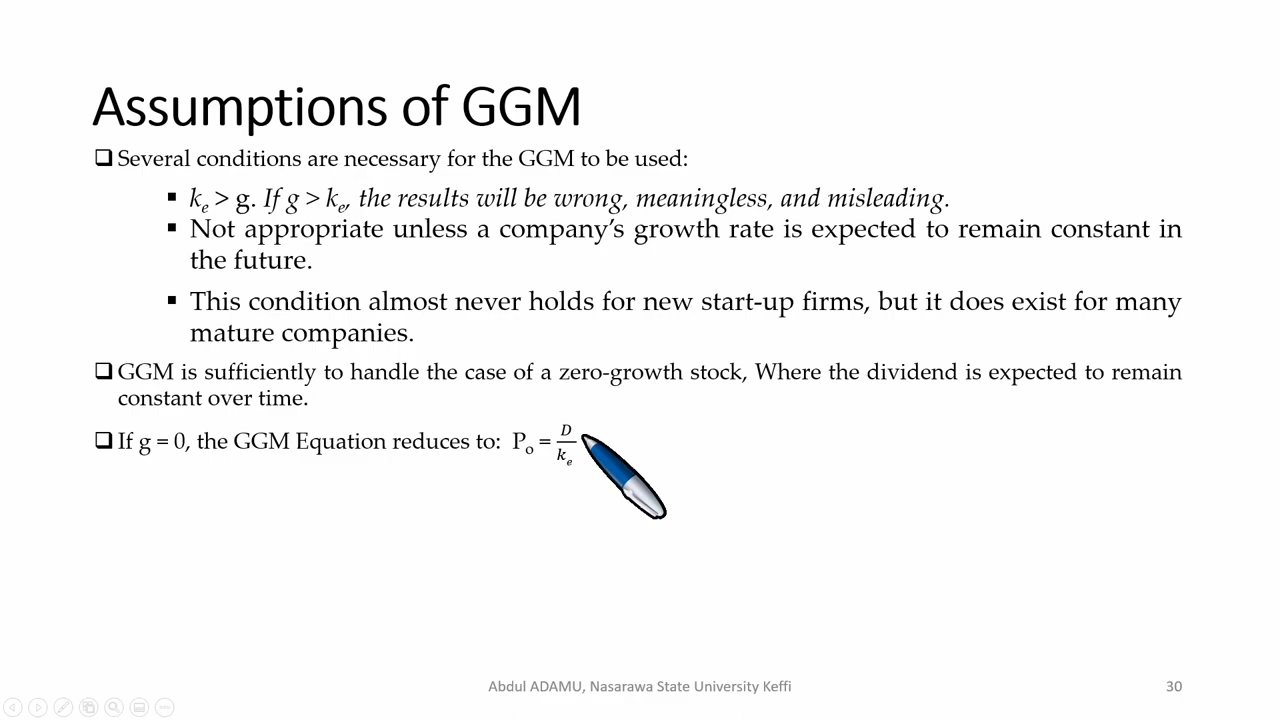 Assumptions of GGM
❑ Several conditions are necessary for the GGM to be used:
▪ kₑ > g. If g > kₑ, the results will be wrong, meaningless, and misleading.
▪ Not appropriate unless a company’s growth rate is expected to remain constant in
the future.
▪ This condition almost never holds for new start-up firms, but it does exist for many
mature companies.
❑ GGM is sufficiently to handle the case of a zero-growth stock, Where the dividend is expected to remain
constant over time.
❑ If g = 0, the GGM Equation reduces to: Pₒ = D/kₑ
Abdul ADAMU, Nasarawa State University Keffi
30